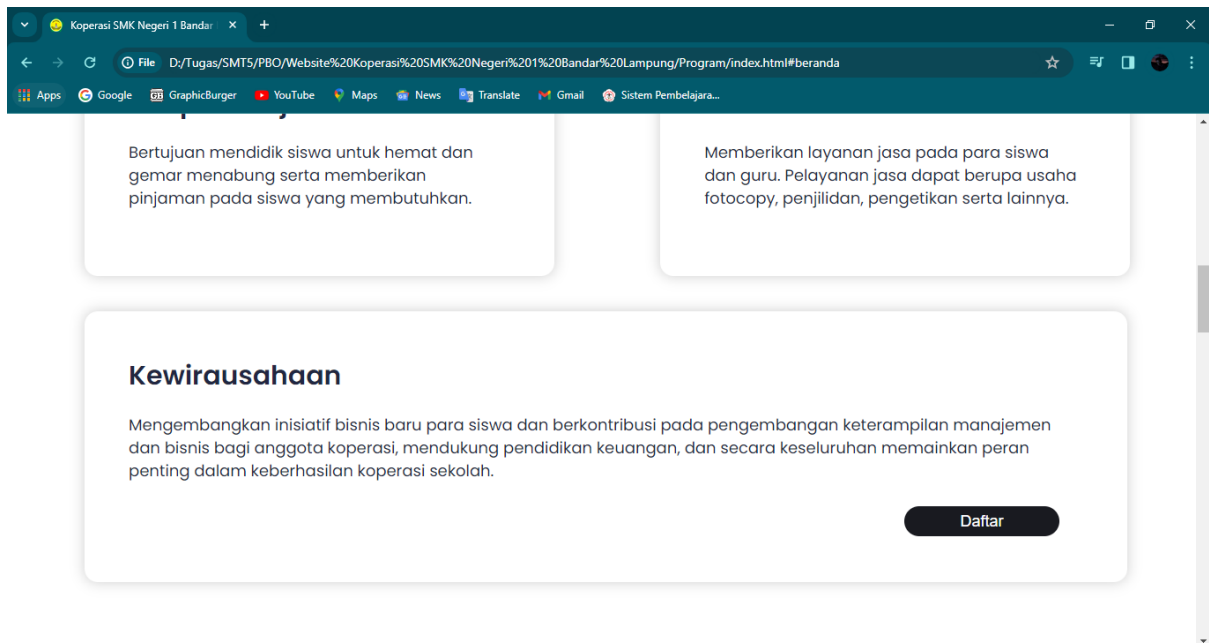 Koperasi SMK Negeri 1 Bandar
File D:/Tugas/SMT5/PBO/Website%20Koperasi%20SMK%20Negeri%201%20Bandar%20Lampung/Program/index.html#beranda
Apps Google GraphicBurger YouTube Maps News Translate Gmail Sistem Pembelajara...
Bertujuan mendidik siswa untuk hemat dan
gemar menabung serta memberikan
pinjaman pada siswa yang membutuhkan.
Memberikan layanan jasa pada para siswa
dan guru. Pelayanan jasa dapat berupa usaha
fotocopy, penjilidan, pengetikan serta lainnya.
Kewirausahaan
Mengembangkan inisiatif bisnis baru para siswa dan berkontribusi pada pengembangan keterampilan manajemen
dan bisnis bagi anggota koperasi, mendukung pendidikan keuangan, dan secara keseluruhan memainkan peran
penting dalam keberhasilan koperasi sekolah.
Daftar